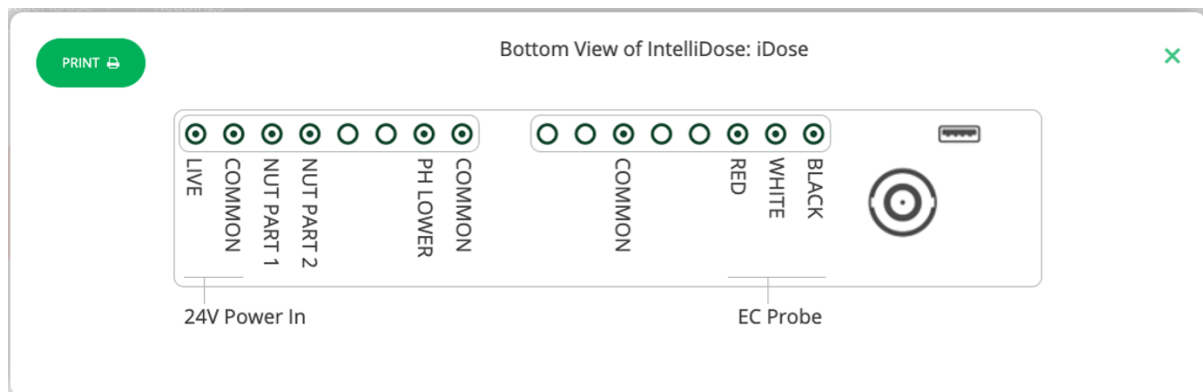 Bottom View of IntelliDose: iDose
PRINT
LIVE
COMMON
NUT PART 1
NUT PART 2
PH LOWER
COMMON
COMMON
RED
WHITE
BLACK
24V Power In
EC Probe